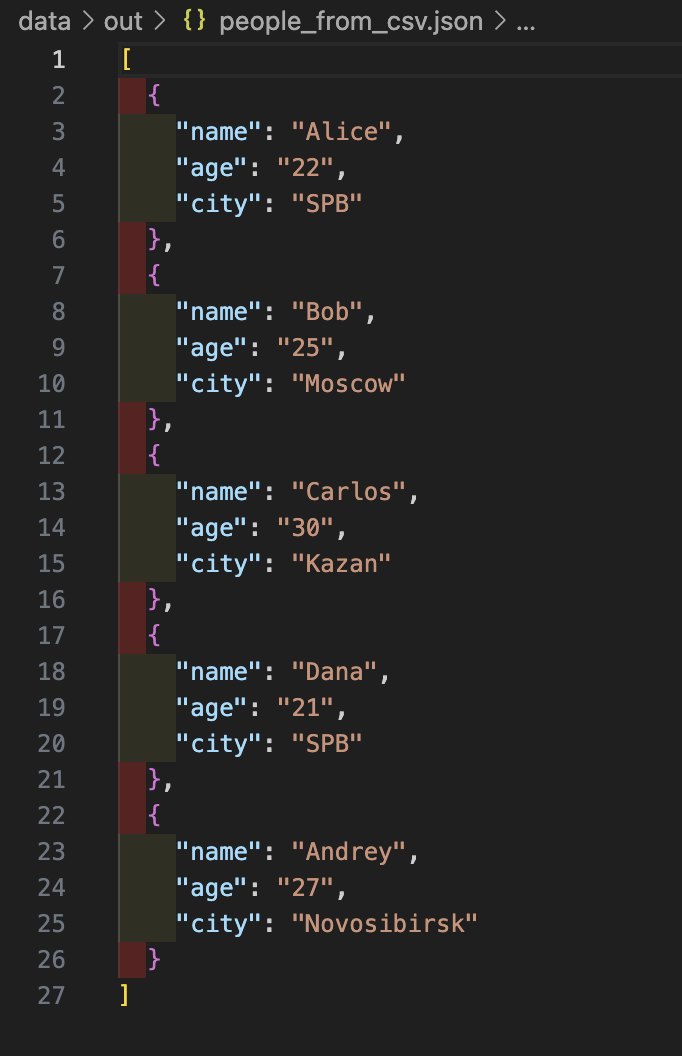 data > out > {} people_from_csv.json > ...
1 [
2   {
3     "name": "Alice",
4     "age": "22",
5     "city": "SPB"
6   },
7   {
8     "name": "Bob",
9     "age": "25",
10     "city": "Moscow"
11   },
12   {
13     "name": "Carlos",
14     "age": "30",
15     "city": "Kazan"
16   },
17   {
18     "name": "Dana",
19     "age": "21",
20     "city": "SPB"
21   },
22   {
23     "name": "Andrey",
24     "age": "27",
25     "city": "Novosibirsk"
26   }
27 ]